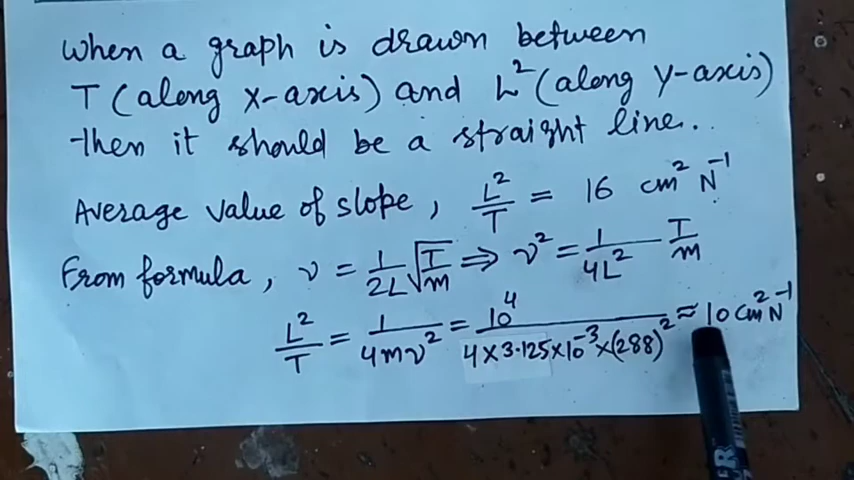 When a graph is drawn between
T (along X-axis) and L² (along Y-axis)
then it should be a straight line.
Average value of slope, L²/T = 16 cm² N⁻¹
From formula, ν = 1/2L √(T/m) ⇒ ν² = 1/4L² T/m
L²/T = 1/4mν² = 10⁴/4×3.125×10⁻³×(288)² ≈ 10 cm² N⁻¹